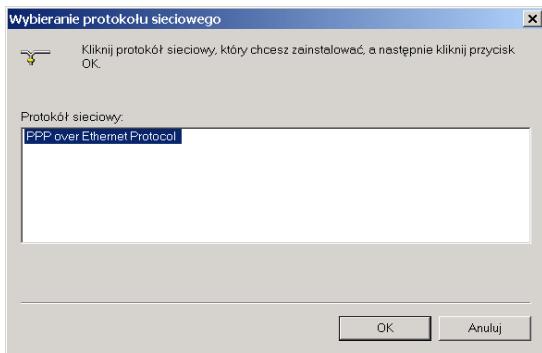 Wybieranie protokołu sieciowego
Kliknij protokół sieciowy, który chcesz zainstalować, a następnie kliknij przycisk
OK.
Protokół sieciowy:
PPP over Ethernet Protocol
OK
Anuluj